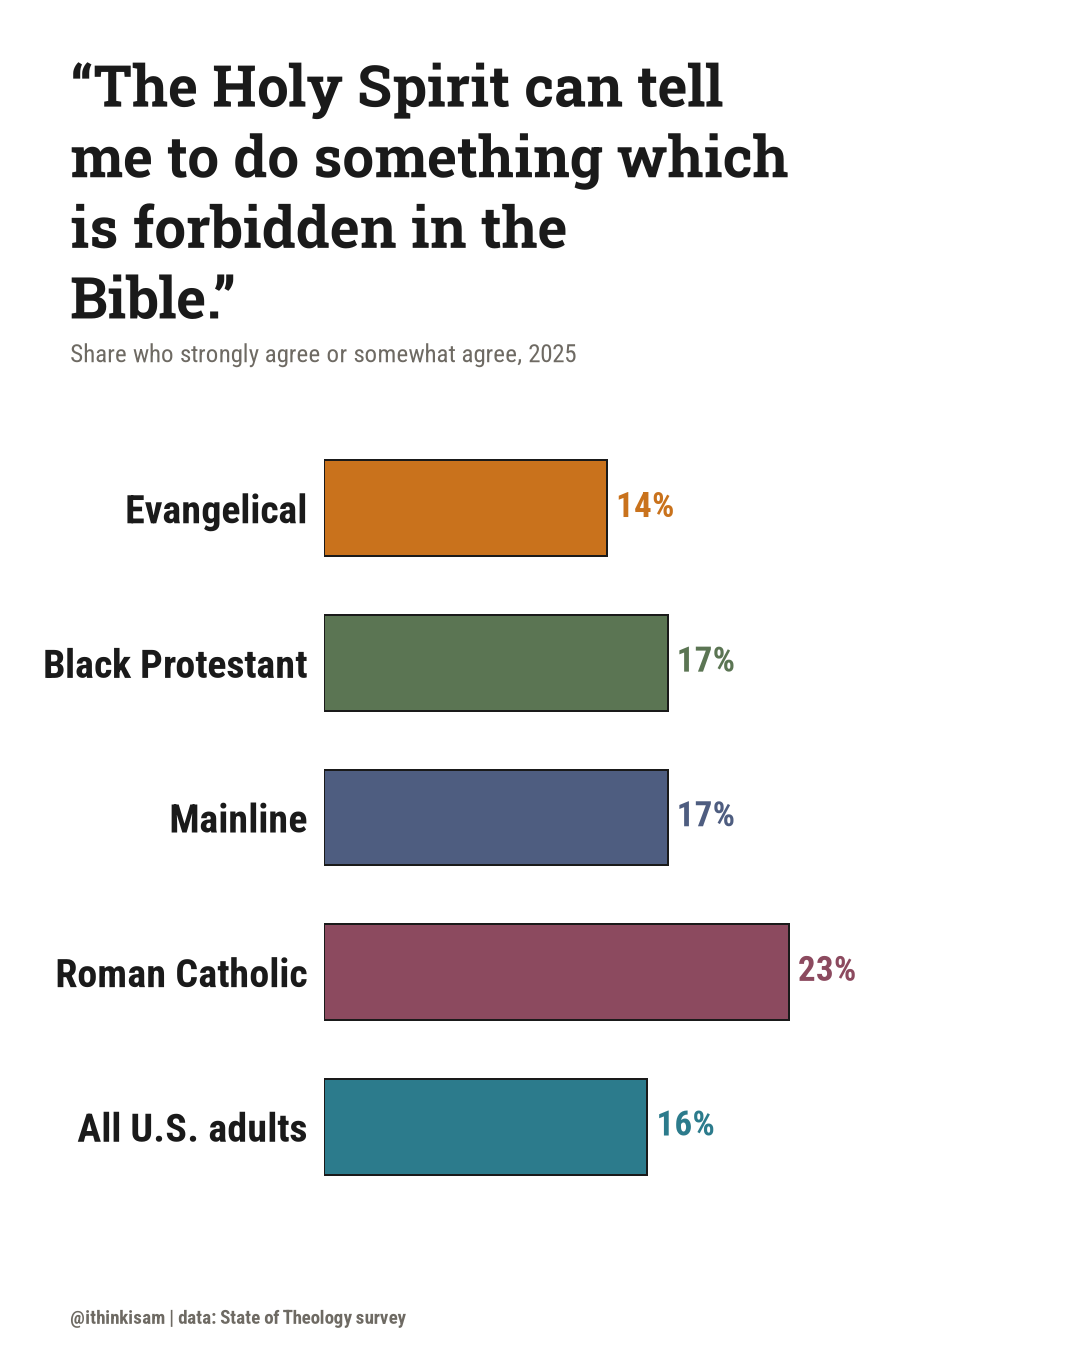 “The Holy Spirit can tell
me to do something which
is forbidden in the
Bible.”
Share who strongly agree or somewhat agree, 2025
Evangelical 14%
Black Protestant 17%
Mainline 17%
Roman Catholic 23%
All U.S. adults 16%
@ithinkisam | data: State of Theology survey